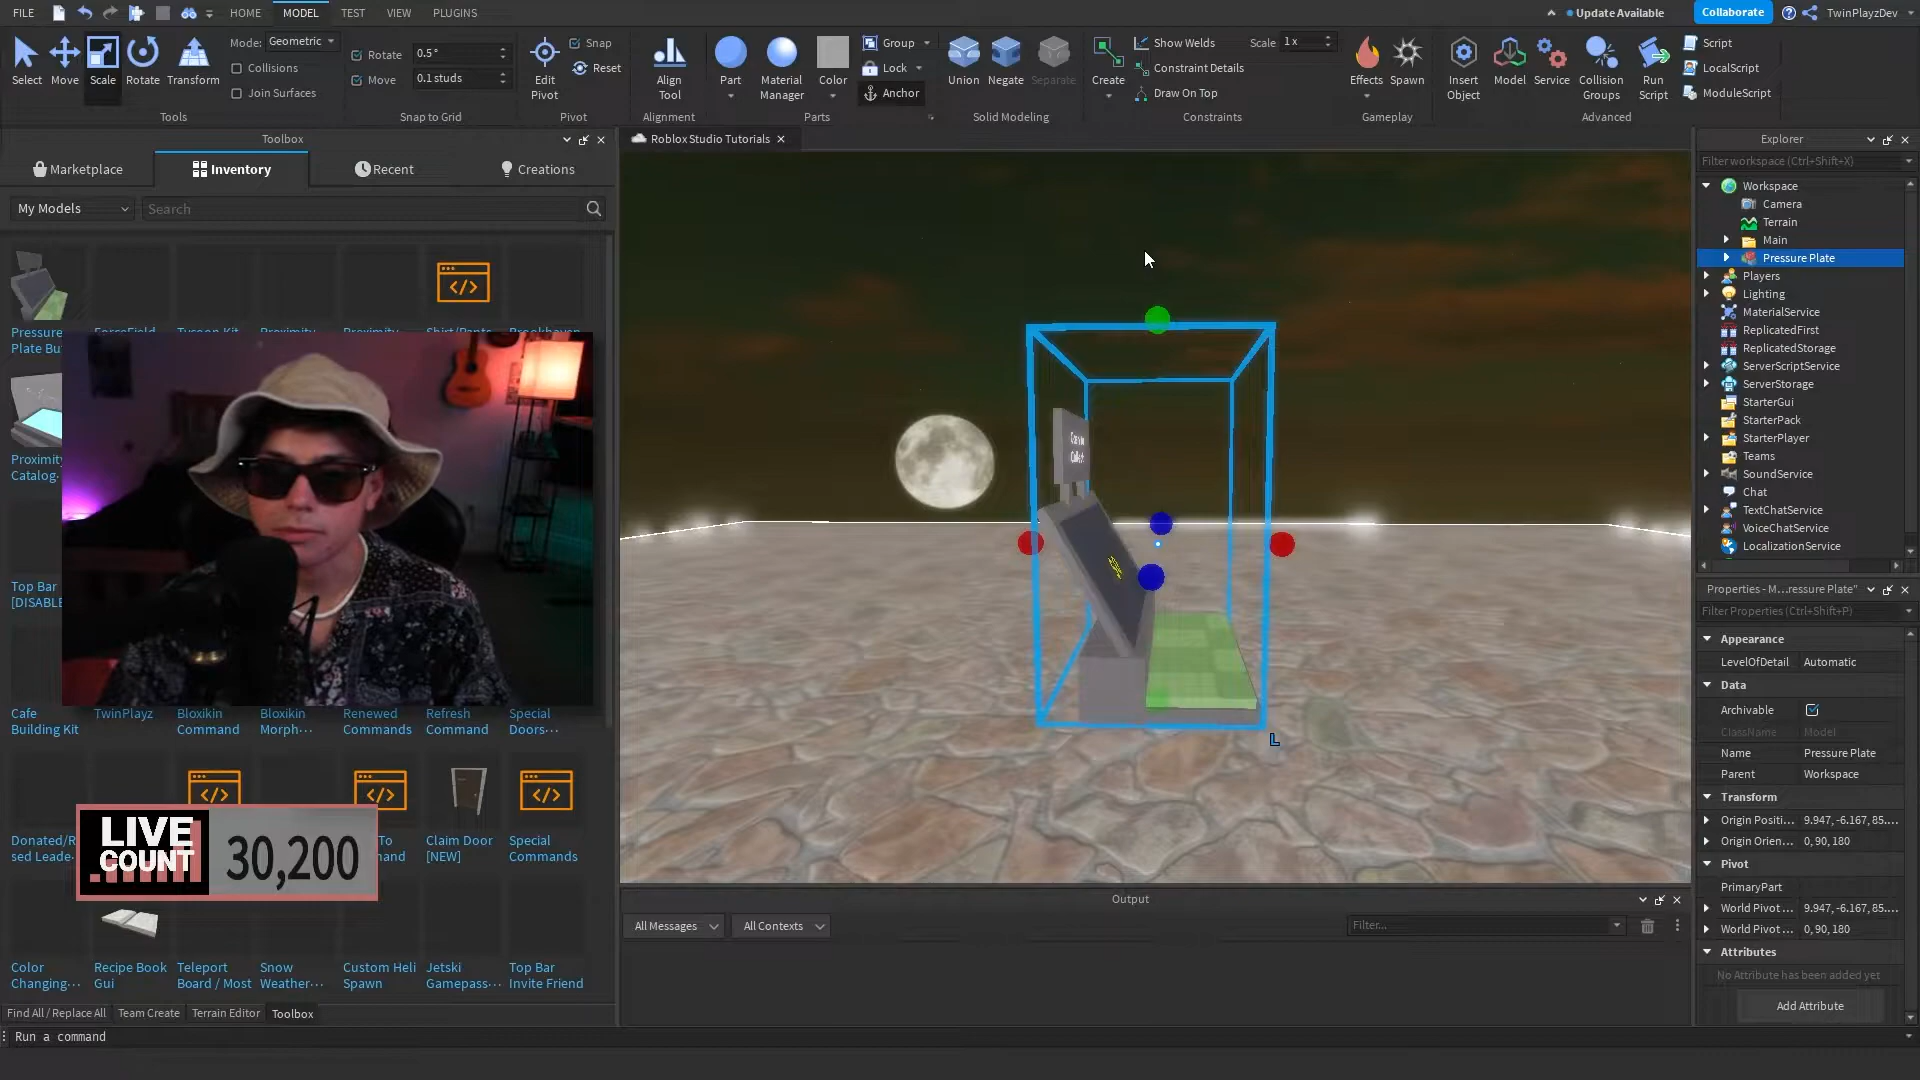 FILE
HOME
MODEL
TEST
VIEW
PLUGINS
Update Available
Collaborate
TwinPlayzDev
Select
Move
Scale
Rotate
Transform
Mode: Geometric
Collisions
Join Surfaces
Tools
Rotate 0.5°
Move 0.1 studs
Snap to Grid
Edit
Pivot
Snap
Reset
Pivot
Align
Tool
Alignment
Part
Material
Manager
Color
Group
Lock
Anchor
Parts
Union
Negate
Separate
Solid Modeling
Create
Show Welds
Scale 1 x
Constraint Details
Draw On Top
Constraints
Effects
Spawn
Gameplay
Insert
Object
Model
Service
Collision
Groups
Run
Script
Script
LocalScript
ModuleScript
Advanced
Toolbox
Marketplace
Inventory
Recent
Creations
My Models
Search
Pressure
Plate Bu
Proximity
Catalog-
Top Bar
[DISABLE
Cafe
Building Kit
TwinPlayz
Bloxikin
Command
Bloxikin
Morph···
Renewed
Commands
Refresh
Command
Special
Doors···
Donated/R
sed Leade-
To
mand
Claim Door
[NEW]
Special
Commands
LIVE
COUNT
30,200
Color
Changing···
Recipe Book
Gui
Teleport
Board / Most
Snow
Weather···
Custom Heli
Spawn
Jetski
Gamepass···
Top Bar
Invite Friend
Find All / Replace All
Team Create
Terrain Editor
Toolbox
Run a command
Roblox Studio Tutorials
Output
All Messages
All Contexts
Filter...
Explorer
Filter workspace (Ctrl+Shift+X)
Workspace
Camera
Terrain
Main
Pressure Plate
Players
Lighting
MaterialService
ReplicatedFirst
ReplicatedStorage
ServerScriptService
ServerStorage
StarterGui
StarterPack
StarterPlayer
Teams
SoundService
Chat
TextChatService
VoiceChatService
LocalizationService
Properties - M...ressure Plate"
Filter Properties (Ctrl+Shift+P)
Appearance
LevelOfDetail Automatic
Data
Archivable
ClassName Model
Name Pressure Plate
Parent Workspace
Transform
Origin Positi... 9.947, -6.167, 85....
Origin Orien... 0, 90, 180
Pivot
PrimaryPart
World Pivot ... 9.947, -6.167, 85....
World Pivot ... 0, 90, 180
Attributes
No Attribute has been added yet
Add Attribute